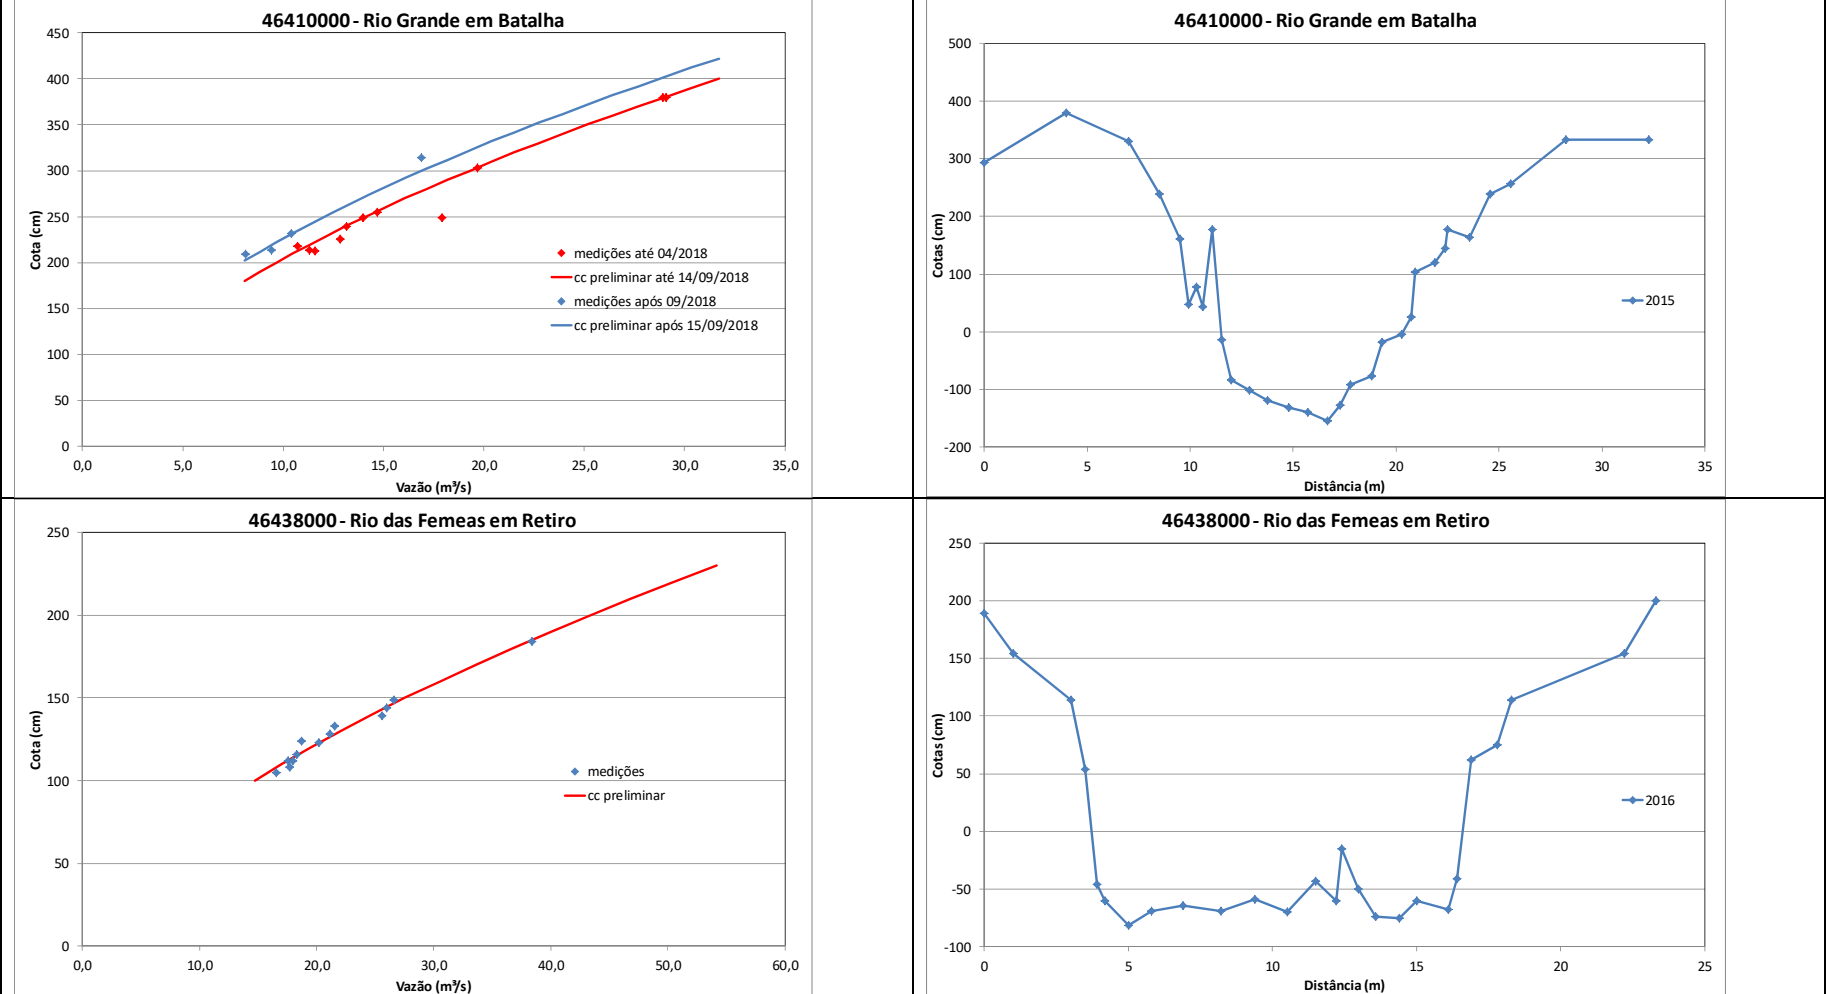 46410000 - Rio Grande em Batalha
450
400
350
300
250
200
150
100
50
0
Cota (cm)
medições até 04/2018
cc preliminar até 14/09/2018
medições após 09/2018
cc preliminar após 15/09/2018
0,0 5,0 10,0 15,0 20,0 25,0 30,0 35,0
Vazão (m³/s)
46410000 - Rio Grande em Batalha
500
400
300
200
100
0
-100
-200
Cotas (cm)
2015
0 5 10 15 20 25 30 35
Distância (m)
46438000 - Rio das Femeas em Retiro
250
200
150
100
50
0
Cota (cm)
medições
cc preliminar
0,0 10,0 20,0 30,0 40,0 50,0 60,0
Vazão (m³/s)
46438000 - Rio das Femeas em Retiro
250
200
150
100
50
0
-50
-100
Cotas (cm)
2016
0 5 10 15 20 25
Distância (m)